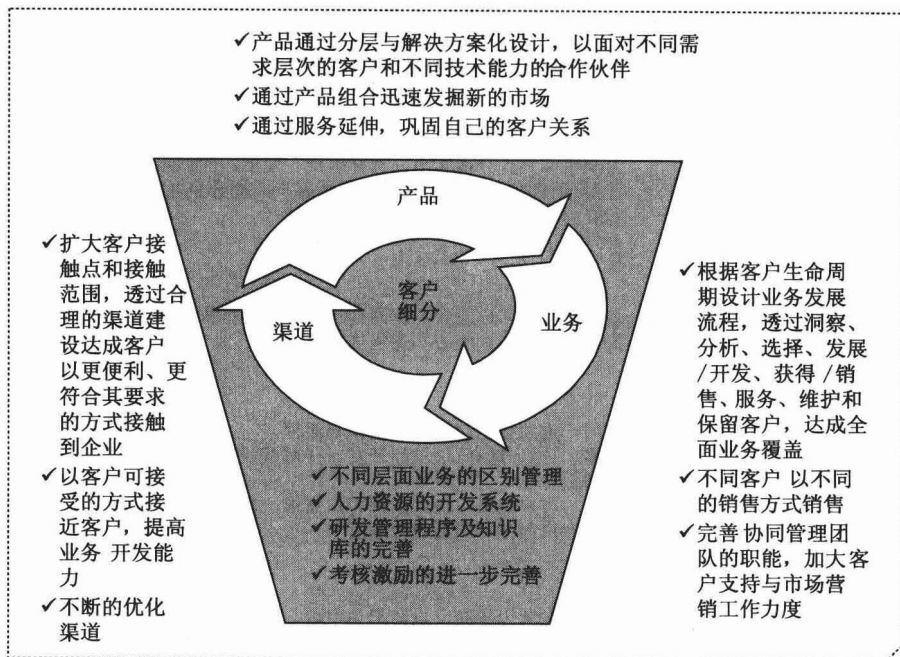 ✓产品通过分层与解决方案化设计，以面对不同需
求层次的客户和不同技术能力的合作伙伴
✓通过产品组合迅速发掘新的市场
✓通过服务延伸，巩固自己的客户关系
产品
客户
细分
渠道
业务
✓扩大客户接
触点和接触
范围，透过合
理的渠道建
设达成客户
以更便利、更
符合其要求
的方式接触
到企业
✓以客户可接
受的方式接
近客户，提高
业务 开发能
力
✓不断的优化
渠道
✓不同层面业务的区别管理
✓人力资源的开发系统
✓研发管理程序及知识
库的完善
✓考核激励的进一步完善
✓根据客户生命周
期设计业务发展
流程，透过洞察、
分析、选择、发展
/开发、获得 /销
售、服务、维护和
保留客户，达成全
面业务覆盖
✓不同客户 以不同
的销售方式销售
✓完善 协同管理团
队的职能，加大客
户支持与市场营
销工作力度